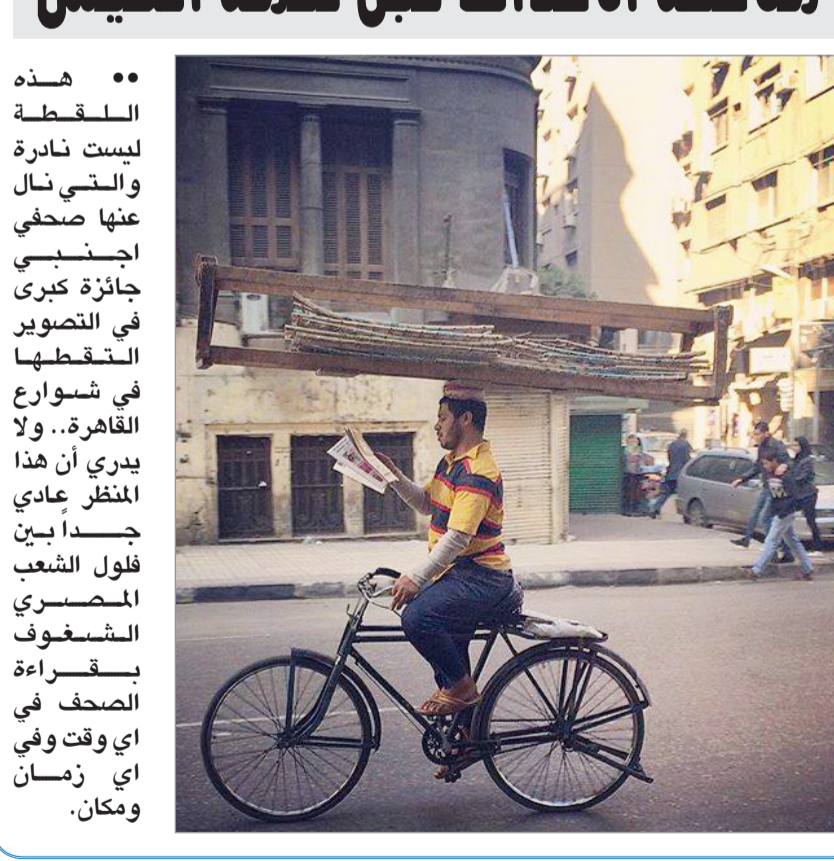 •• هذه
اللقطة
ليست نادرة
والتي نال
عنها صحفي
اجنبي
جائزة كبرى
في التصوير
التقطها
في شوارع
القاهرة.. ولا
يدري أن هذا
المنظر عادي
جداً بين
فلول الشعب
المصري
الشغوف
بقراءة
الصحف في
اي وقت وفي
اي زمان
ومكان.